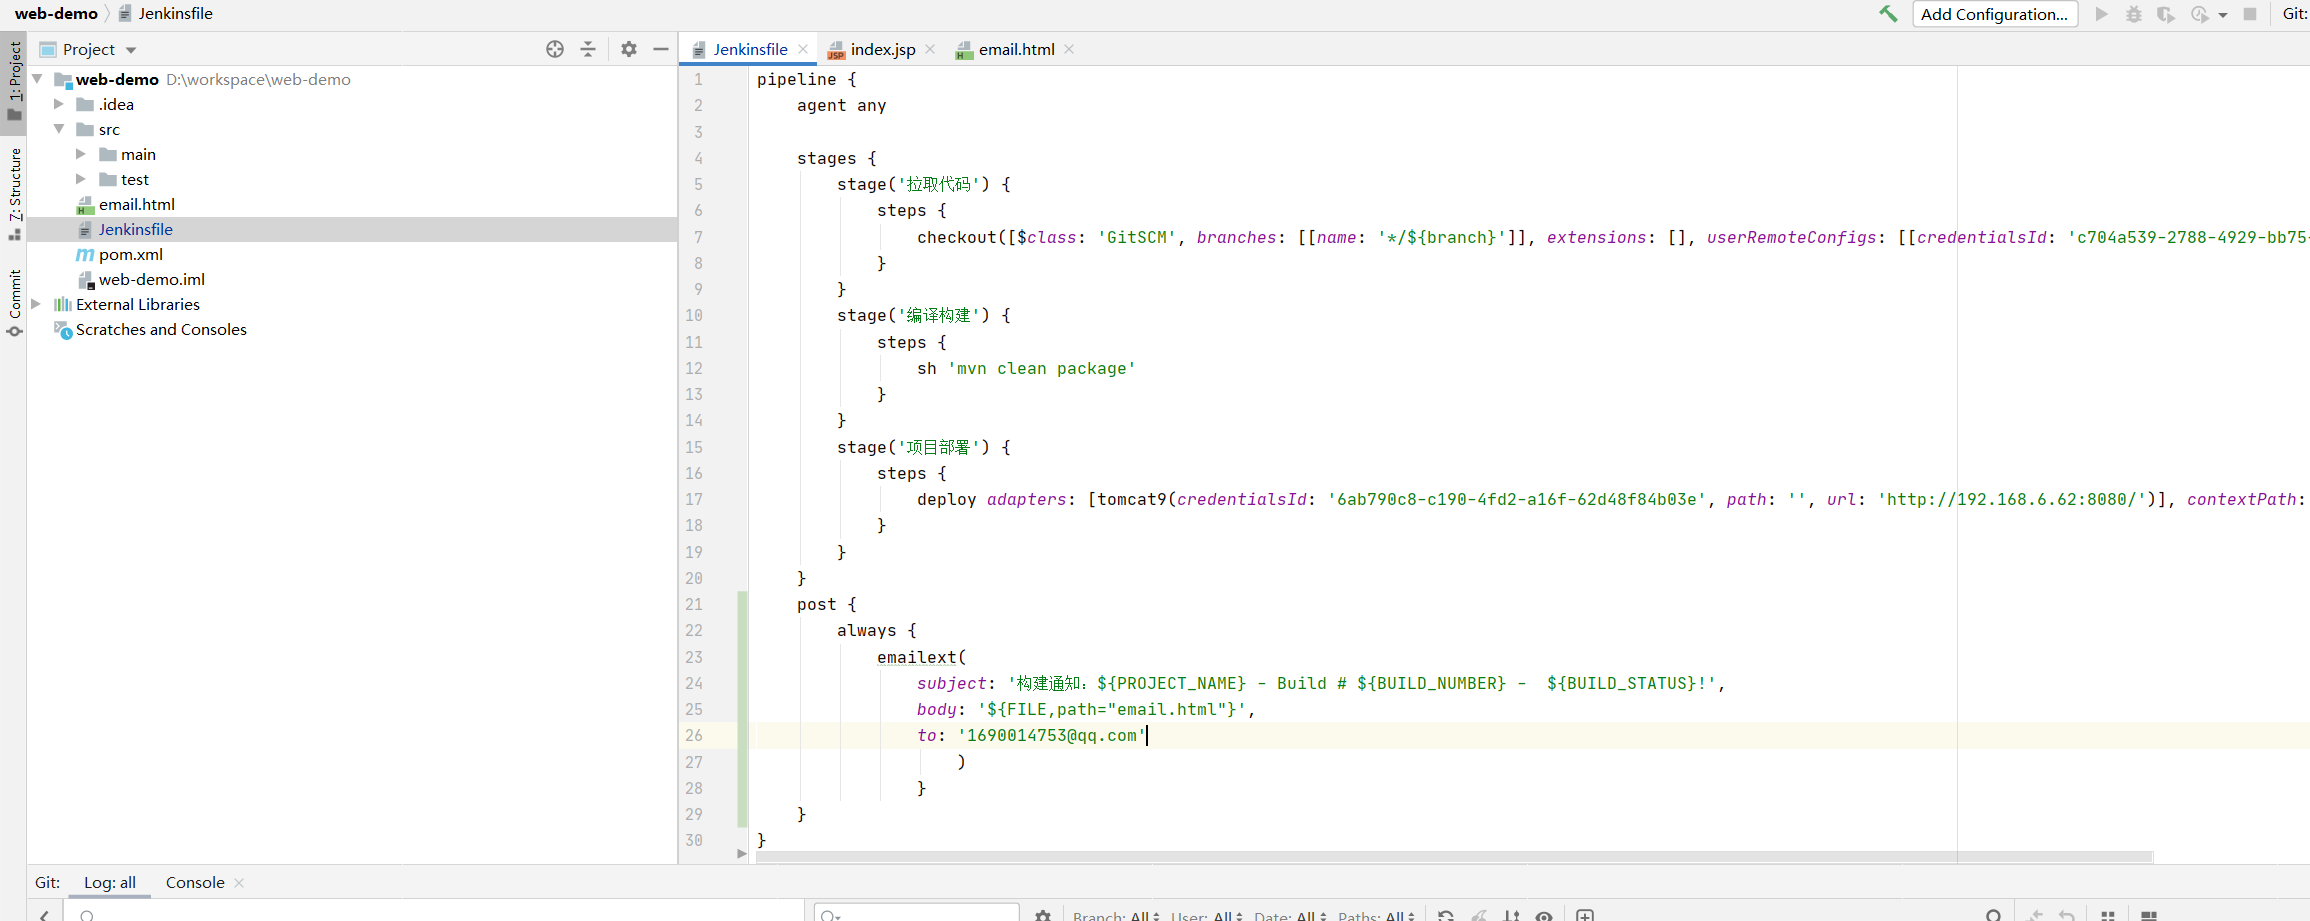 web-demo Jenkinsfile
Add Configuration...
Git:
Project
1: Project
7: Structure
Commit
web-demo D:\workspace\web-demo
.idea
src
main
test
email.html
Jenkinsfile
pom.xml
web-demo.iml
External Libraries
Scratches and Consoles
Jenkinsfile index.jsp email.html
1 pipeline {
2 agent any
3
4 stages {
5 stage('拉取代码') {
6 steps {
7 checkout([$class: 'GitSCM', branches: [[name: '*/${branch}']], extensions: [], userRemoteConfigs: [[credentialsId: 'c704a539-2788-4929-bb75-
8 }
9 }
10 stage('编译构建') {
11 steps {
12 sh 'mvn clean package'
13 }
14 }
15 stage('项目部署') {
16 steps {
17 deploy adapters: [tomcat9(credentialsId: '6ab790c8-c190-4fd2-a16f-62d48f84b03e', path: '', url: 'http://192.168.6.62:8080/')], contextPath:
18 }
19 }
20 }
21 post {
22 always {
23 emailext(
24 subject: '构建通知：${PROJECT_NAME} - Build # ${BUILD_NUMBER} -  ${BUILD_STATUS}!',
25 body: '${FILE,path="email.html"}',
26 to: '1690014753@qq.com'
27 )
28 }
29 }
30 }
Git: Log: all Console
Branch: All User: All Date: All Paths: All